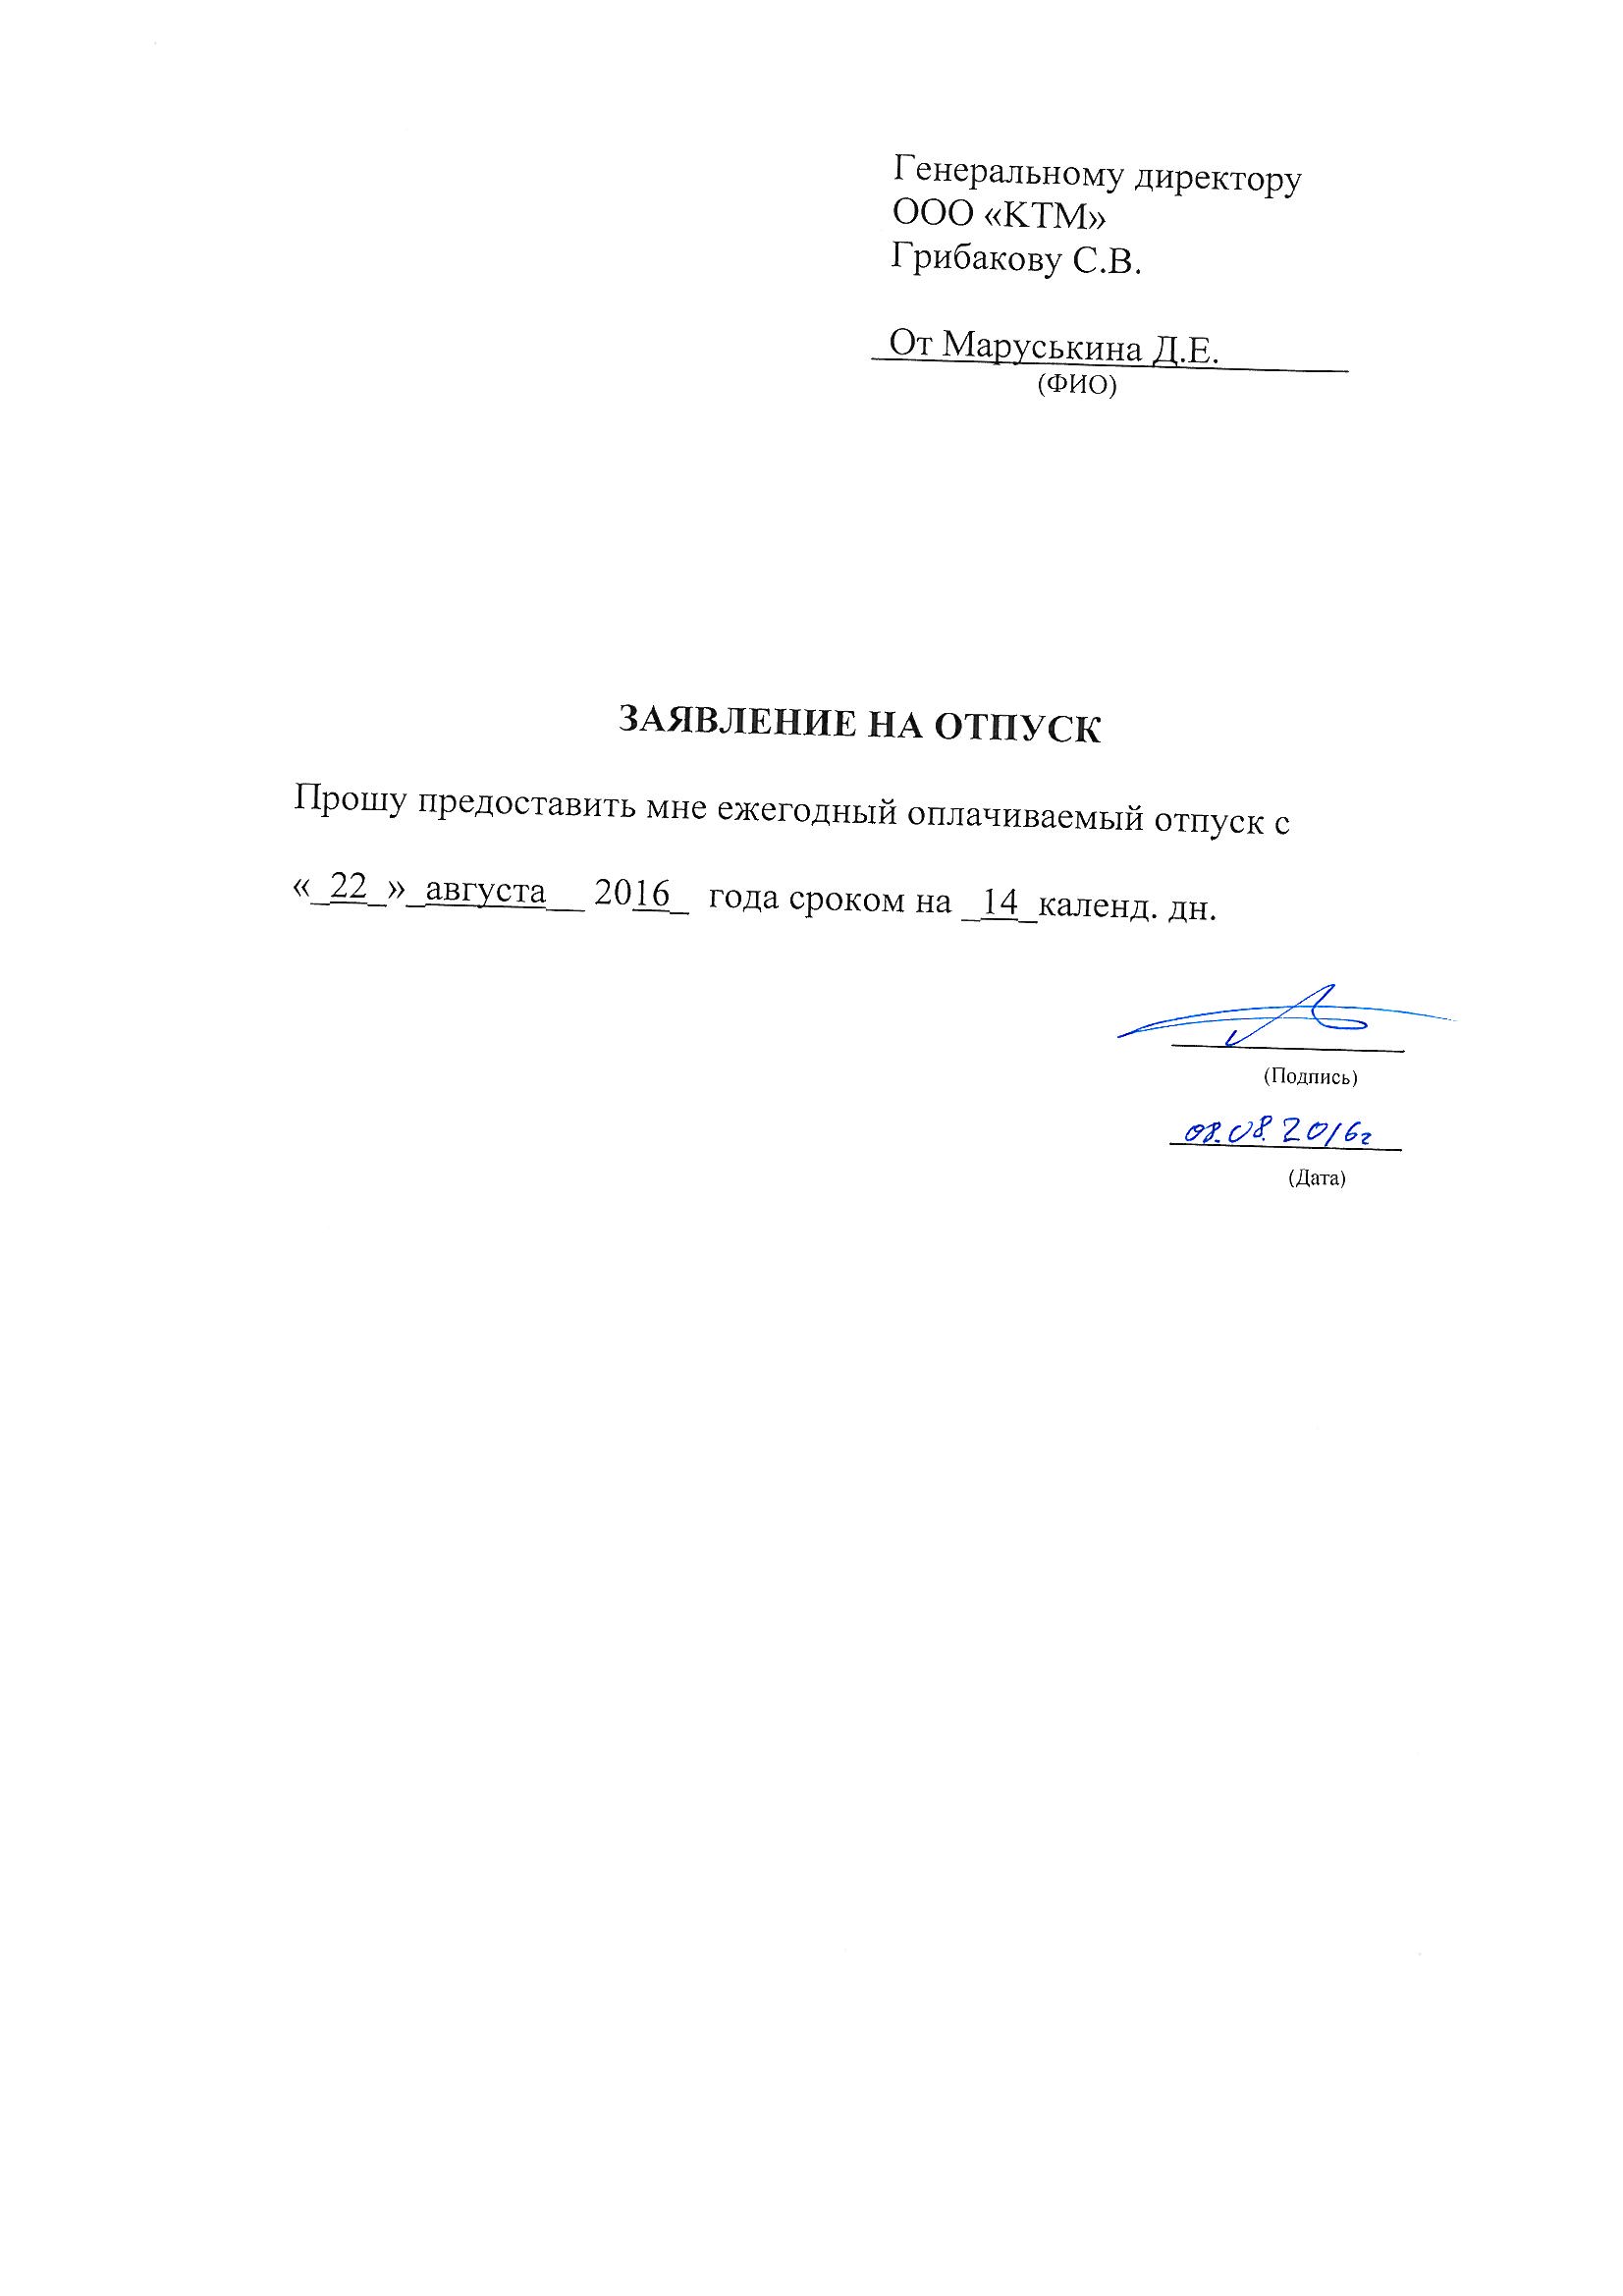 Генеральному директору
ООО «КТМ»
Грибакову С.В.
От Маруськина Д.Е.
(ФИО)
ЗАЯВЛЕНИЕ НА ОТПУСК
Прошу предоставить мне ежегодный оплачиваемый отпуск с
«_22_»_августа__ 2016_ года сроком на _14_календ. дн.
(Подпись)
08.08.2016г
(Дата)